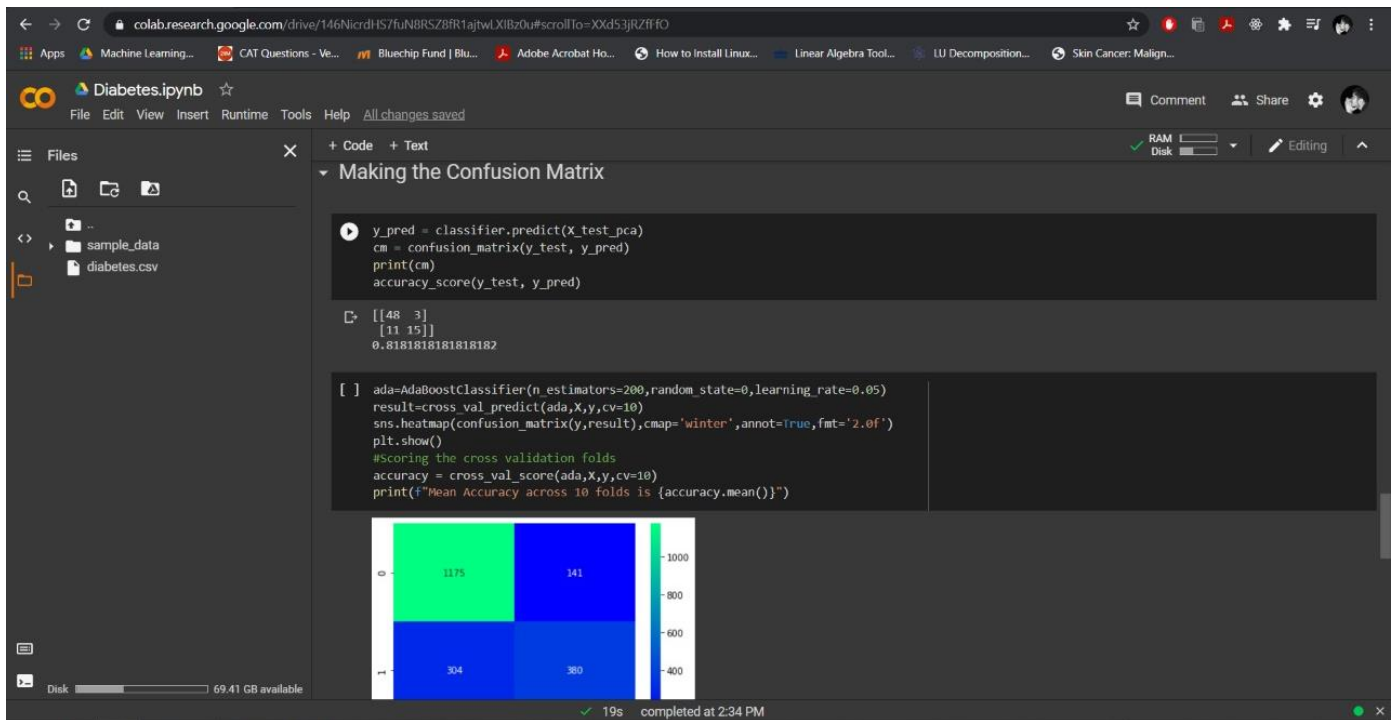 colab.research.google.com/drive/146NicrdHS7fuN8RSZ8fR1ajtwLXIBz0u#scrollTo=XXd53jRZfFfO
Apps Machine Learning... CAT Questions - Ve... Bluechip Fund | Blu... Adobe Acrobat Ho... How to Install Linux... Linear Algebra Tool... LU Decomposition... Skin Cancer: Malign...
CO Diabetes.ipynb
File Edit View Insert Runtime Tools Help All changes saved
Comment Share
Files
+ Code + Text
RAM
Disk
Editing
..
sample_data
diabetes.csv
Disk 69.41 GB available
Making the Confusion Matrix
y_pred = classifier.predict(X_test_pca)
cm = confusion_matrix(y_test, y_pred)
print(cm)
accuracy_score(y_test, y_pred)
[[48 3]
[11 15]]
0.8181818181818182
[ ] ada=AdaBoostClassifier(n_estimators=200,random_state=0,learning_rate=0.05)
result=cross_val_predict(ada,X,y,cv=10)
sns.heatmap(confusion_matrix(y,result),cmap='winter',annot=True,fmt='2.0f')
plt.show()
#Scoring the cross validation folds
accuracy = cross_val_score(ada,X,y,cv=10)
print(f"Mean Accuracy across 10 folds is {accuracy.mean()}")
0 1175 141
1 304 380
1000
800
600
400
19s completed at 2:34 PM